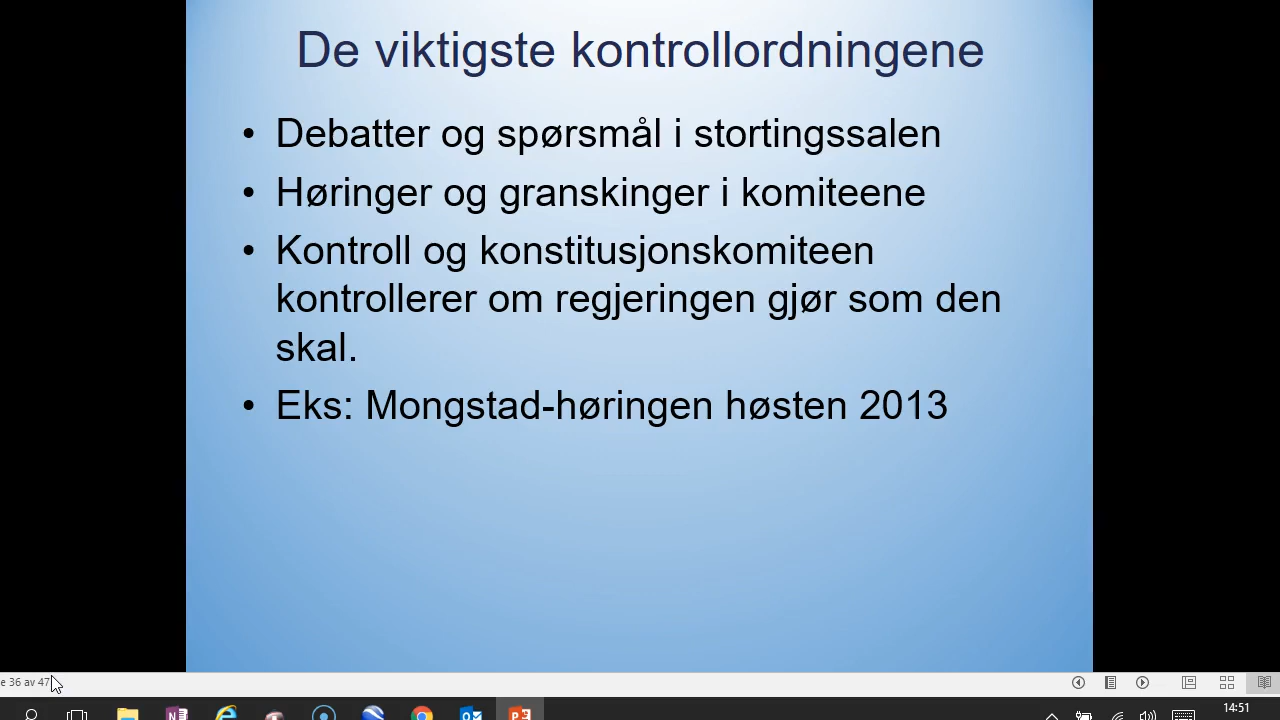 De viktigste kontrollordningene
• Debatter og spørsmål i stortingssalen
• Høringer og granskinger i komiteene
• Kontroll og konstitusjonskomiteen
kontrollerer om regjeringen gjør som den
skal.
• Eks: Mongstad-høringen høsten 2013
e 36 av 47
14:51